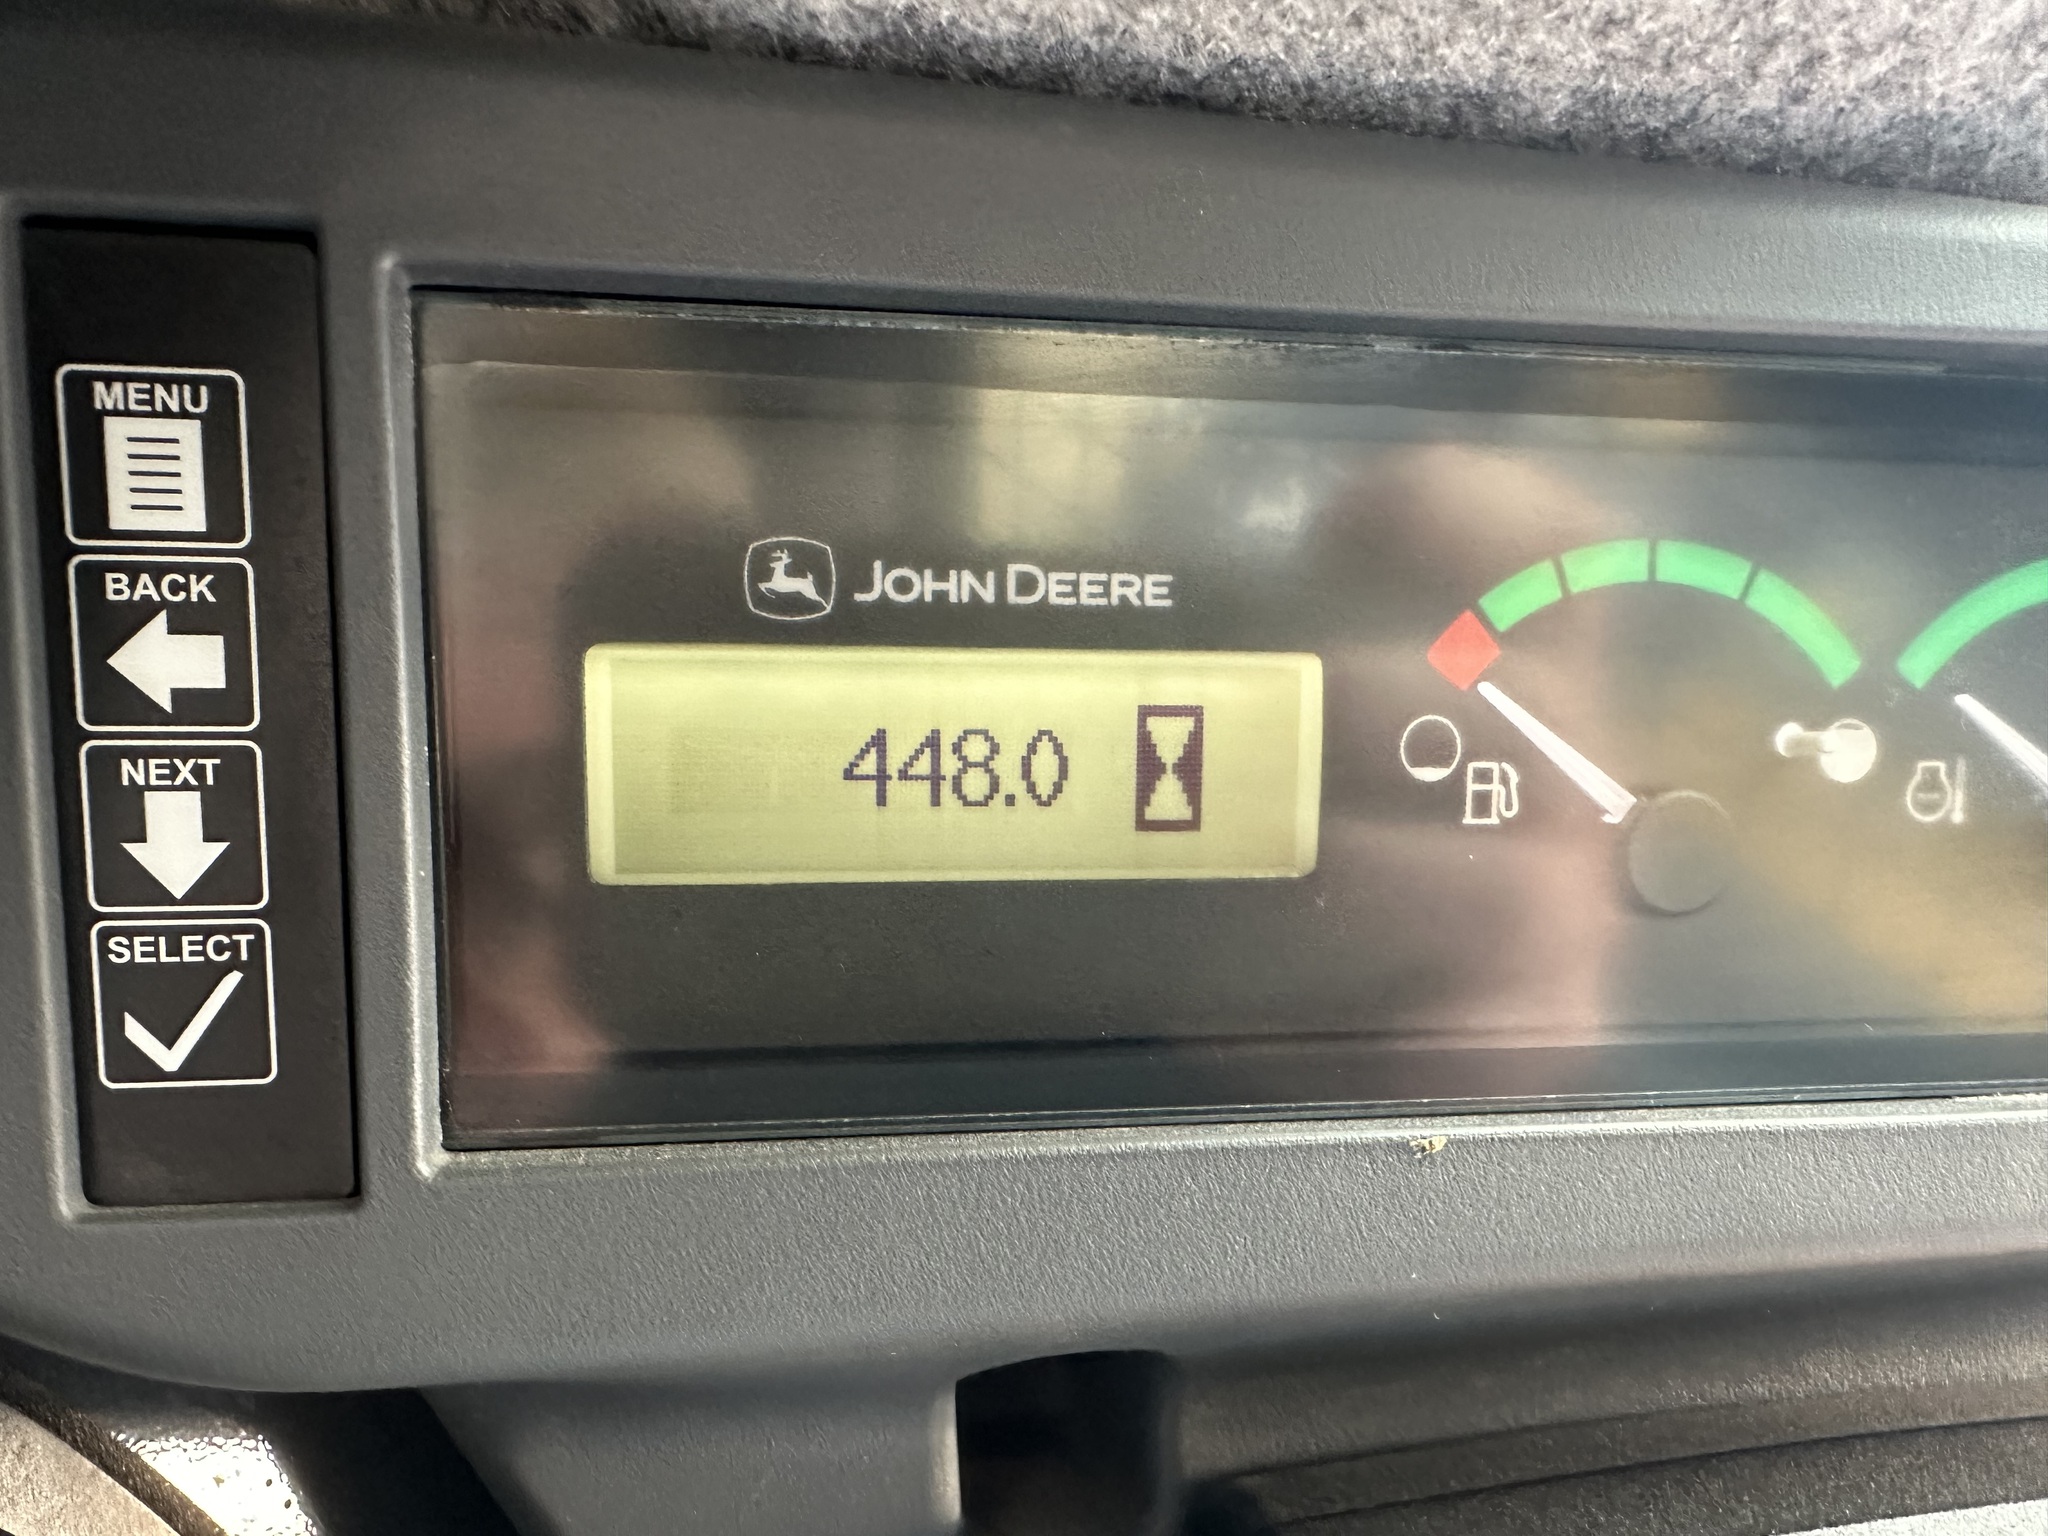 MENU
BACK
NEXT
SELECT
JOHN DEERE
448.0